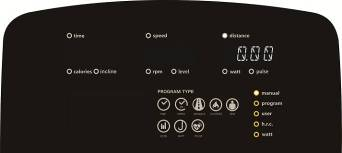 time speed distance
0.00
calories incline rpm level watt pulse
PROGRAM TYPE
manual
program
user
h.r.c.
watt